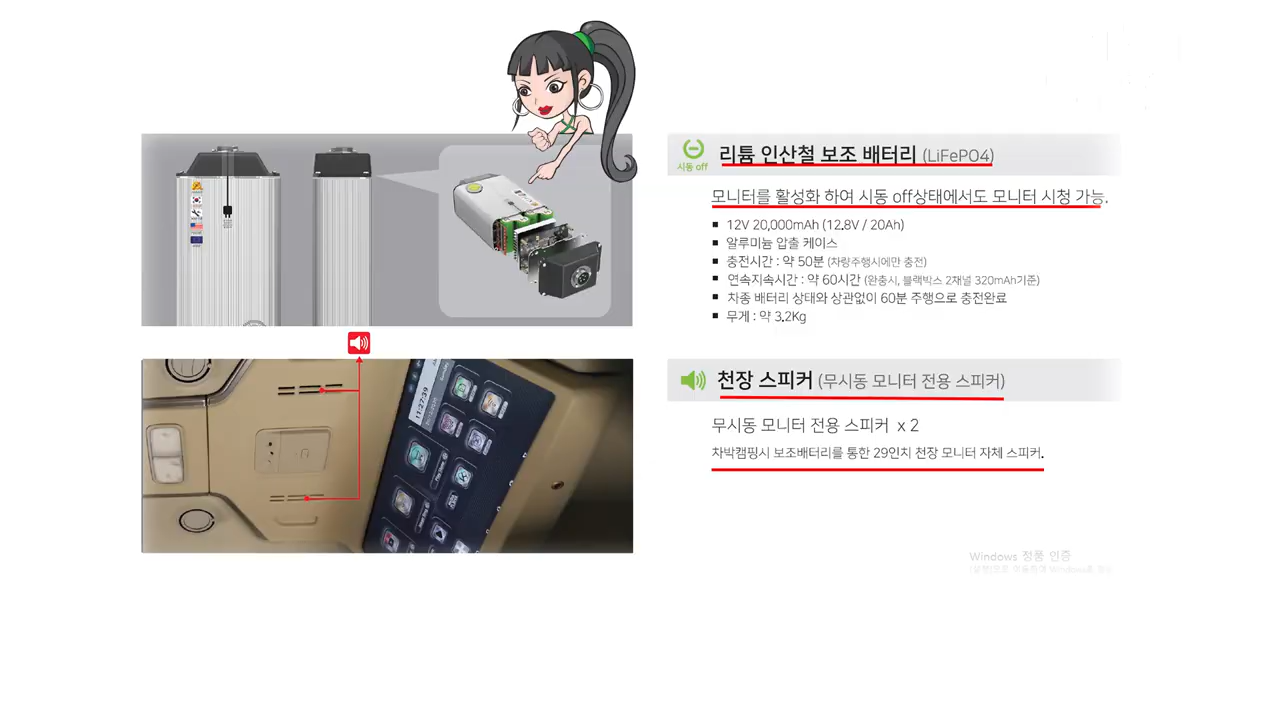 시동 off
리튬 인산철 보조 배터리 (LiFePO4)
모니터를 활성화 하여 시동 off상태에서도 모니터 시청 가능.
12V 20,000mAh (12.8V / 20Ah)
알루미늄 압출 케이스
충전시간 : 약 50분 (차량주행시에만 충전)
연속지속시간 : 약 60시간 (완충시, 블랙박스 2채널 320mAh기준)
차종 배터리 상태와 상관없이 60분 주행으로 충전완료
무게 : 약 3.2Kg
11:27:39
천장 스피커 (무시동 모니터 전용 스피커)
무시동 모니터 전용 스피커 x 2
차박캠핑시 보조배터리를 통한 29인치 천장 모니터 자체 스피커.
Windows 정품 인증